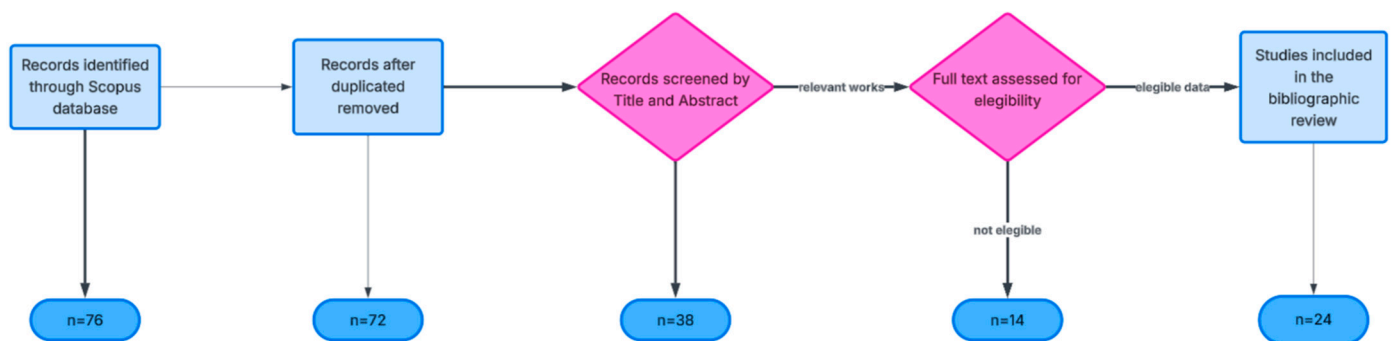 Records identified
through Scopus
database
Records after
duplicated
removed
Records screened by
Title and Abstract
relevant works
Full text assessed for
elegibility
elegible data
Studies included
in the
bibliographic
review
not elegible
n=76
n=72
n=38
n=14
n=24